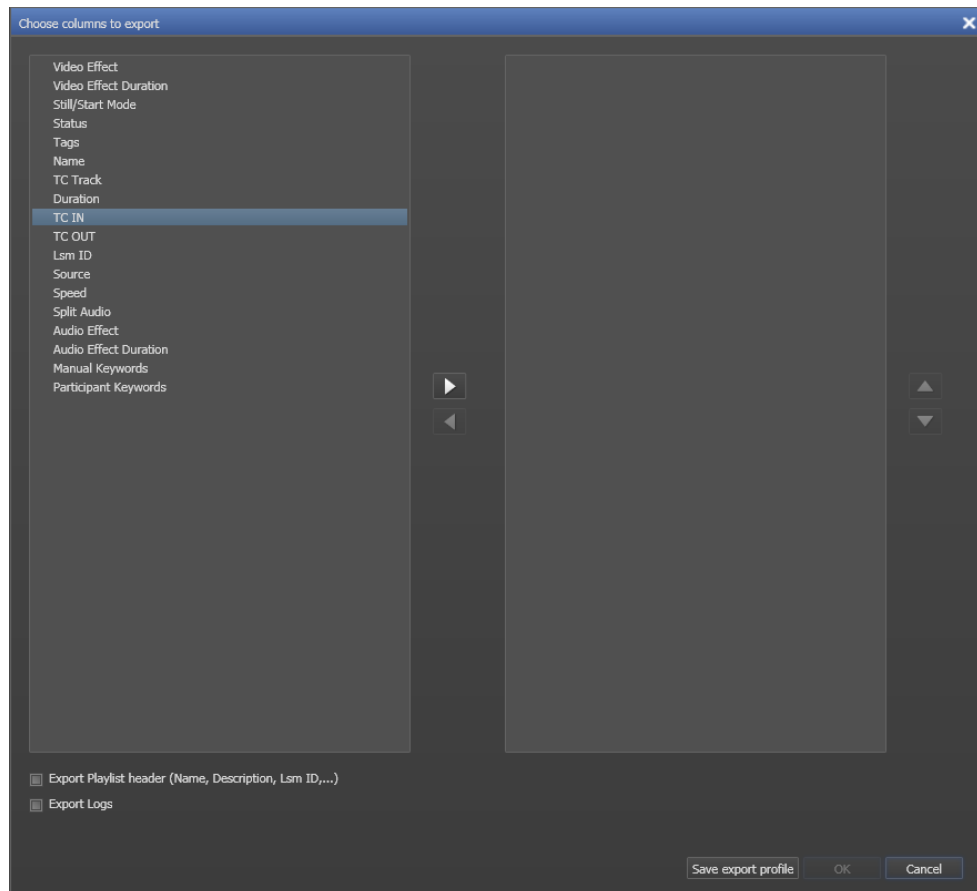 Choose columns to export
Video Effect
Video Effect Duration
Still/Start Mode
Status
Tags
Name
TC Track
Duration
TC IN
TC OUT
Lsm ID
Source
Speed
Split Audio
Audio Effect
Audio Effect Duration
Manual Keywords
Participant Keywords
Export Playlist header (Name, Description, Lsm ID,...)
Export Logs
Save export profile
OK
Cancel